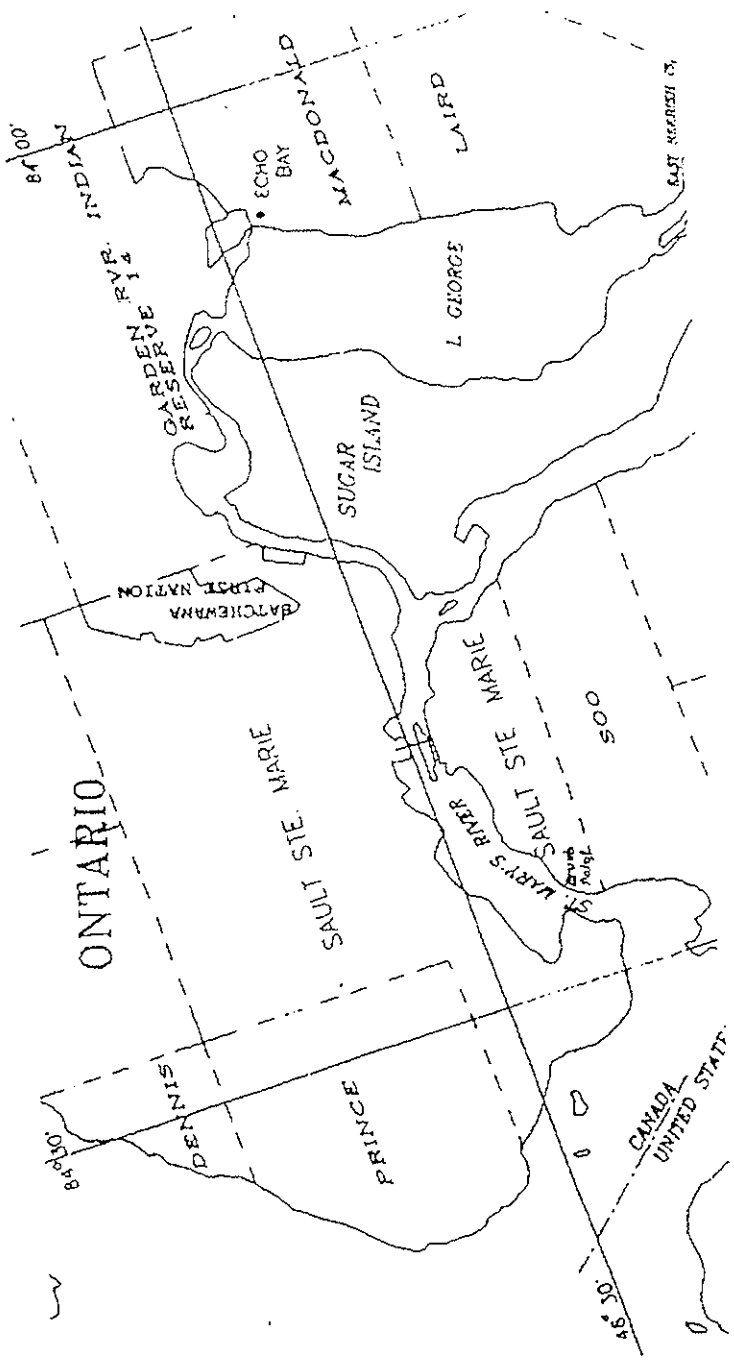 84° 00'
INDIAN
GARDEN RVR.
RESERVE 14
ECHO
BAY
MACDONALD
LAIRD
L GEORGE
SUGAR
ISLAND
BATCHEWANA
FIRST NATION
ONTARIO
SAULT STE. MARIE
SAULT STE MARIE
SOO
ST. MARY'S RIVER
84° 30'
DENNIS
PRINCE
CANADA
UNITED STATE
46° 30'